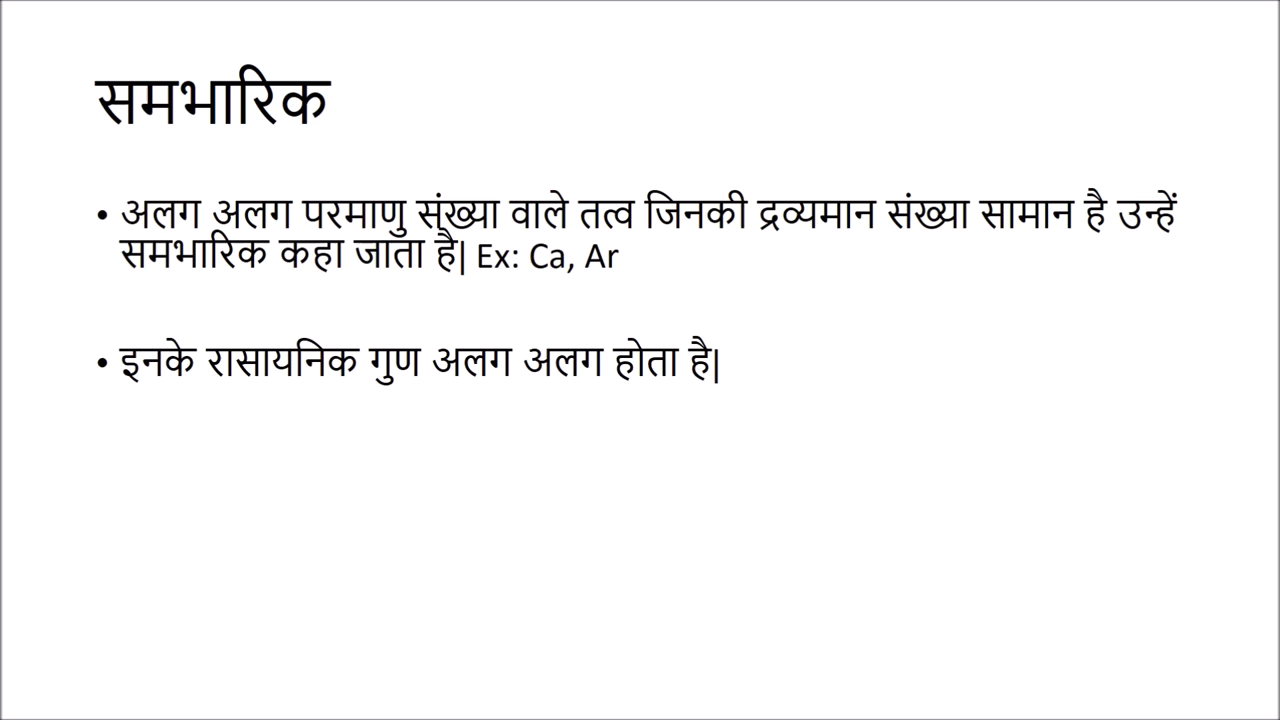 समभारिक
• अलग अलग परमाणु संख्या वाले तत्व जिनकी द्रव्यमान संख्या सामान है उन्हें
समभारिक कहा जाता है| Ex: Ca, Ar
• इनके रासायनिक गुण अलग अलग होता है|